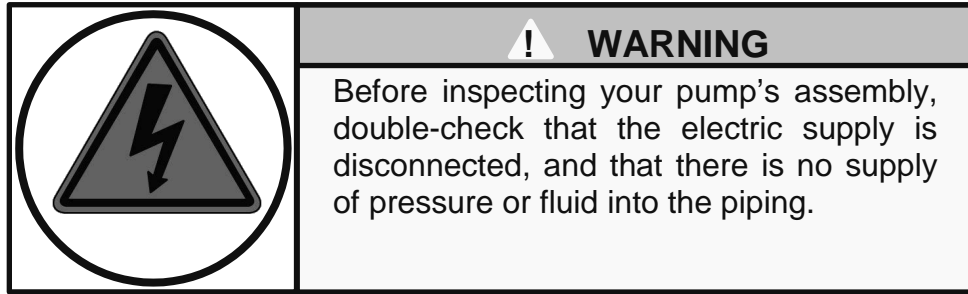 ! WARNING
Before inspecting your pump’s assembly,
double-check that the electric supply is
disconnected, and that there is no supply
of pressure or fluid into the piping.